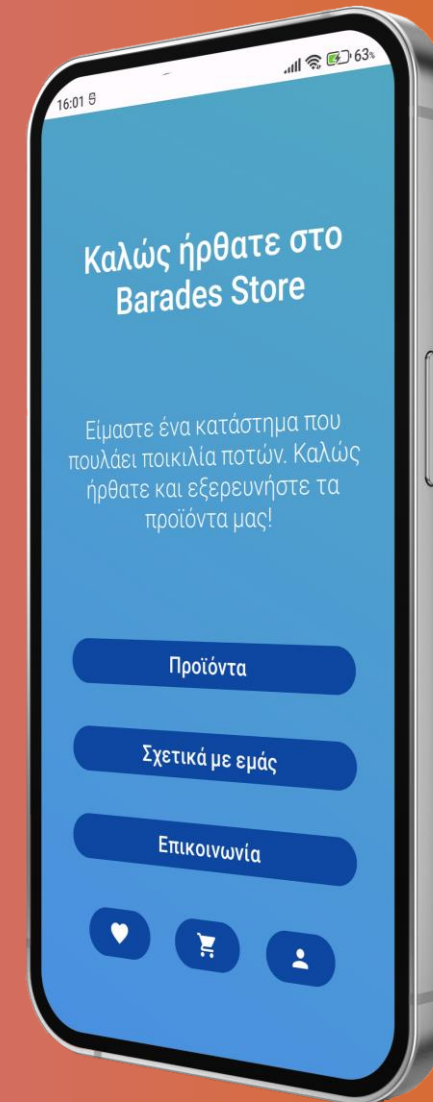 16:01
63%
Καλώς ήρθατε στο
Barades Store
Είμαστε ένα κατάστημα που
πουλάει ποικιλία ποτών. Καλώς
ήρθατε και εξερευνήστε τα
προϊόντα μας!
Προϊόντα
Σχετικά με εμάς
Επικοινωνία